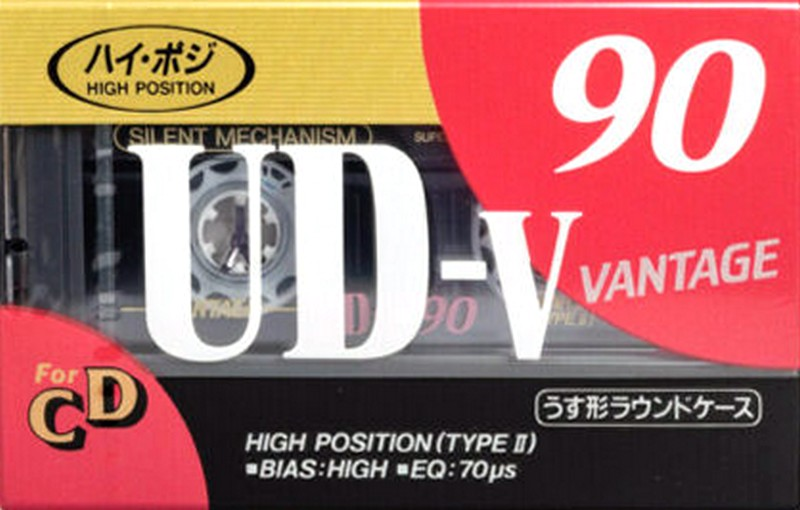 ハイ・ポジ
HIGH POSITION
90
SILENT MECHANISM
UD-V
VANTAGE
90
For
CD
うす形ラウンドケース
HIGH POSITION (TYPE II)
▪BIAS:HIGH ▪EQ:70μs